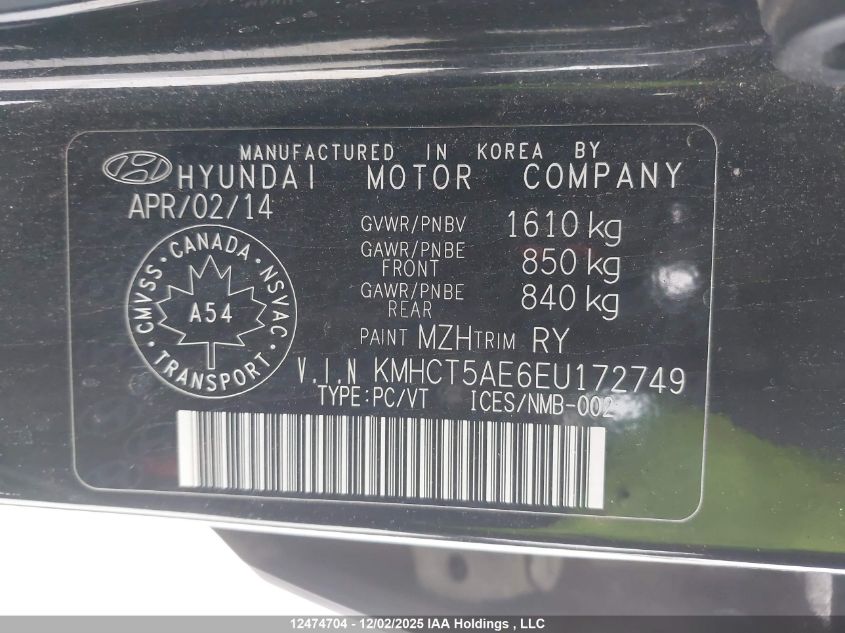 MANUFACTURED IN KOREA BY
HYUNDAI MOTOR COMPANY
APR/02/14
GVWR/PNBV 1610 kg
GAWR/PNBE FRONT 850 kg
GAWR/PNBE REAR 840 kg
CANADA · NSVAC · TRANSPORT · CMVSS ·
A54
PAINT MZH TRIM RY
V.I.N KMHCT5AE6EU172749
TYPE:PC/VT ICES/NMB-002
12474704 - 12/02/2025 IAA Holdings , LLC